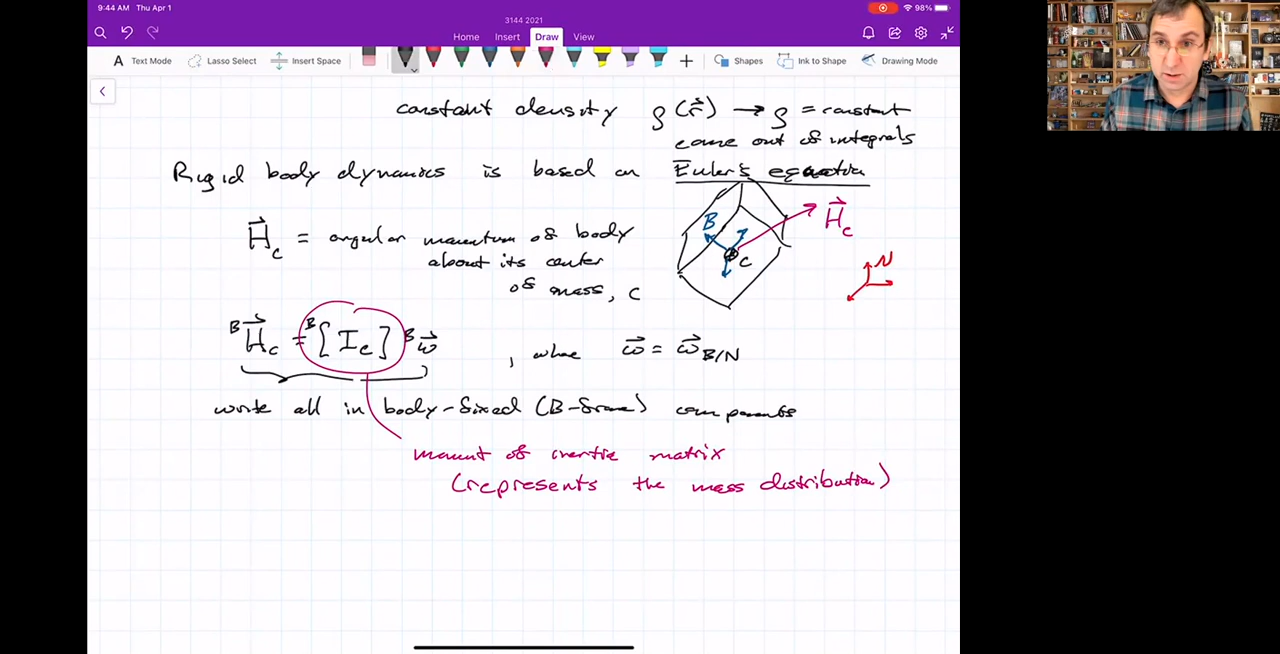 9:44 AM Thu Apr 1
98%
3144 2021
Home Insert Draw View
Text Mode Lasso Select Insert Space Shapes Ink to Shape Drawing Mode
constant density ρ(r⃗) → ρ = constant
come out of integrals
Rigid body dynamics is based on Euler's equation
H⃗c = angular momentum of body
about its center
of mass, C
B
C
H⃗c
N
ᴮH⃗c = ᴮ[Ic] ᴮω⃗ , where ω⃗ = ω⃗B/N
write all in body-fixed (B-frame) components
moment of inertia matrix
(represents the mass distribution)